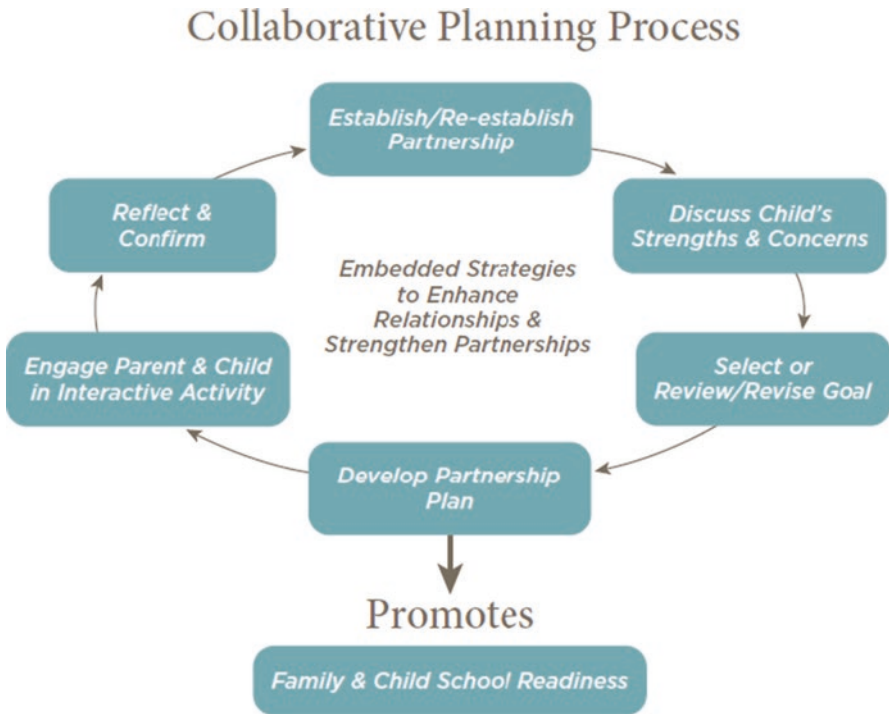 Collaborative Planning Process
Establish/Re-establish
Partnership
Discuss Child's
Strengths & Concerns
Select or
Review/Revise Goal
Develop Partnership
Plan
Engage Parent & Child
in Interactive Activity
Reflect &
Confirm
Embedded Strategies
to Enhance
Relationships &
Strengthen Partnerships
Promotes
Family & Child School Readiness